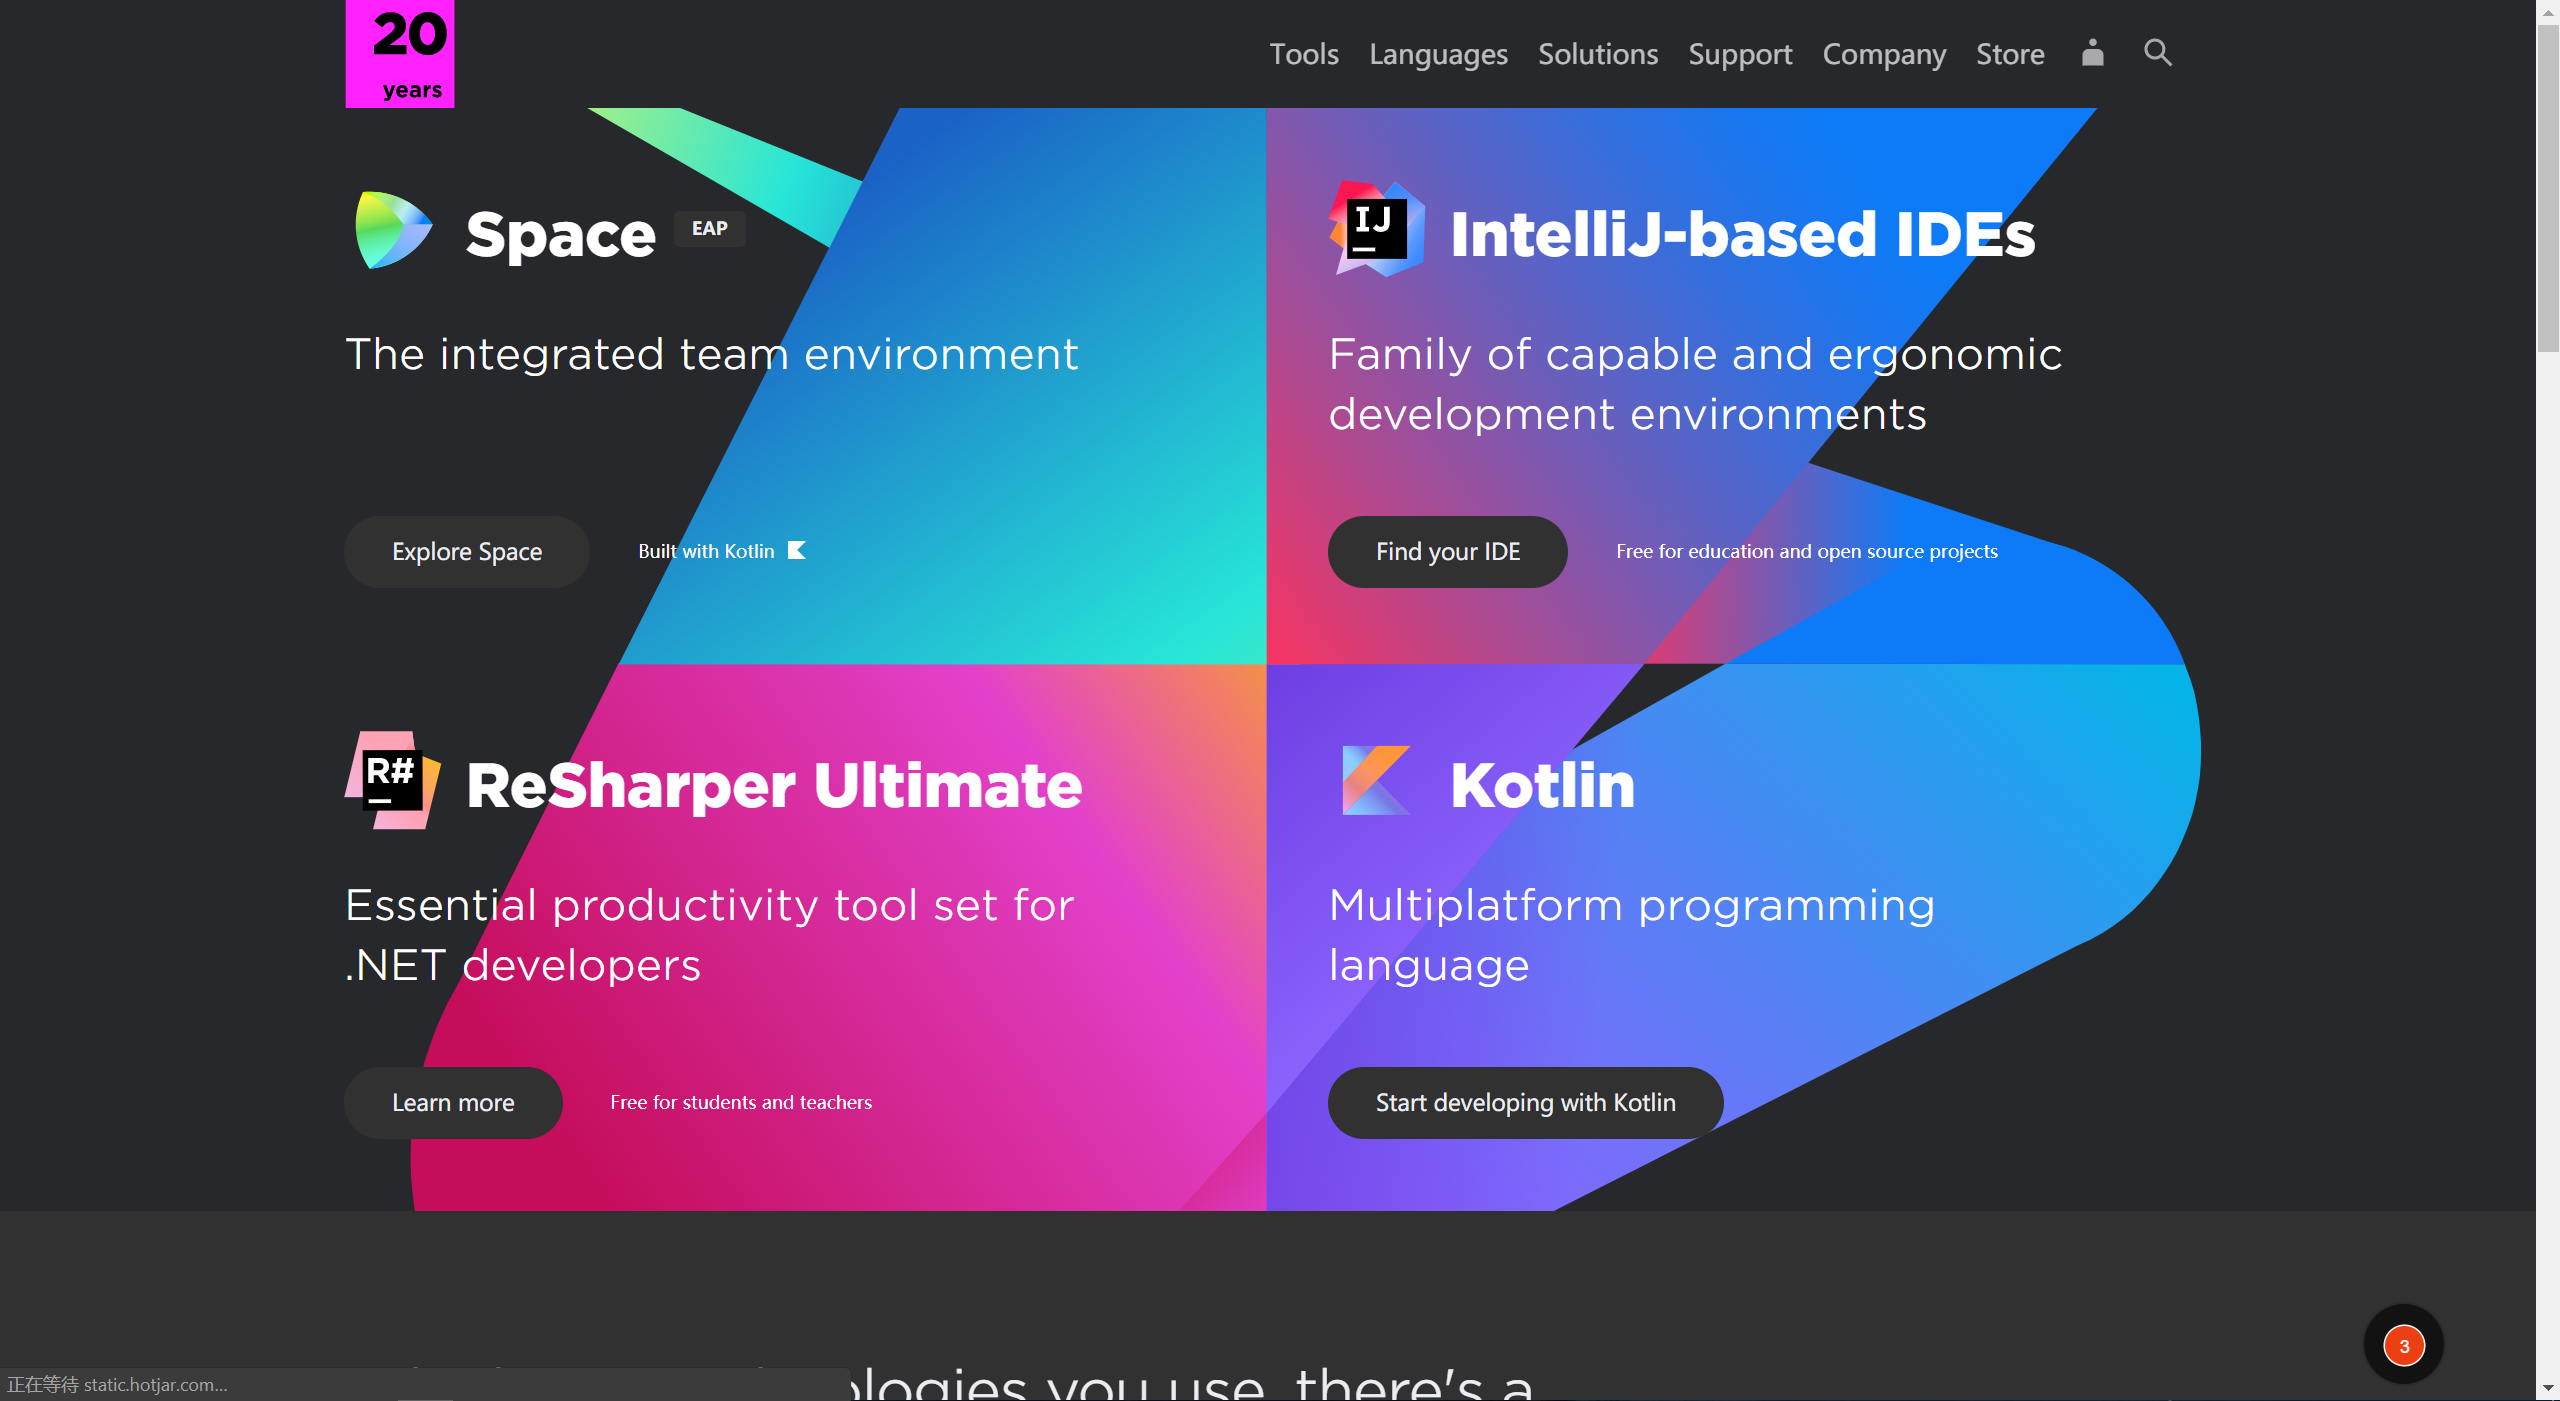 20
years
Tools Languages Solutions Support Company Store
Space EAP
The integrated team environment
Explore Space
Built with Kotlin
IJ
IntelliJ-based IDEs
Family of capable and ergonomic
development environments
Find your IDE
Free for education and open source projects
R#
ReSharper Ultimate
Essential productivity tool set for
.NET developers
Learn more
Free for students and teachers
Kotlin
Multiplatform programming
language
Start developing with Kotlin
3
you use, there's a
正在等待 static.hotjar.com...